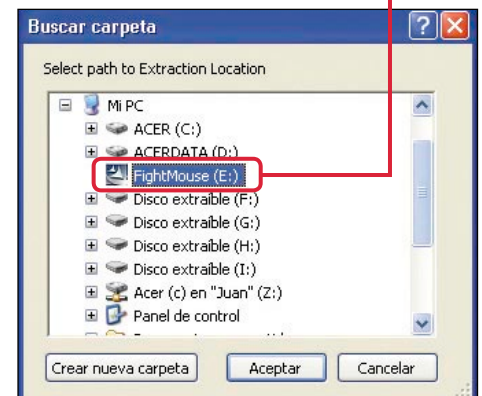 Buscar carpeta
Select path to Extraction Location
Mi PC
ACER (C:)
ACERDATA (D:)
FightMouse (E:)
Disco extraíble (F:)
Disco extraíble (G:)
Disco extraíble (H:)
Disco extraíble (I:)
Acer (c) en "Juan" (Z:)
Panel de control
Crear nueva carpeta
Aceptar
Cancelar